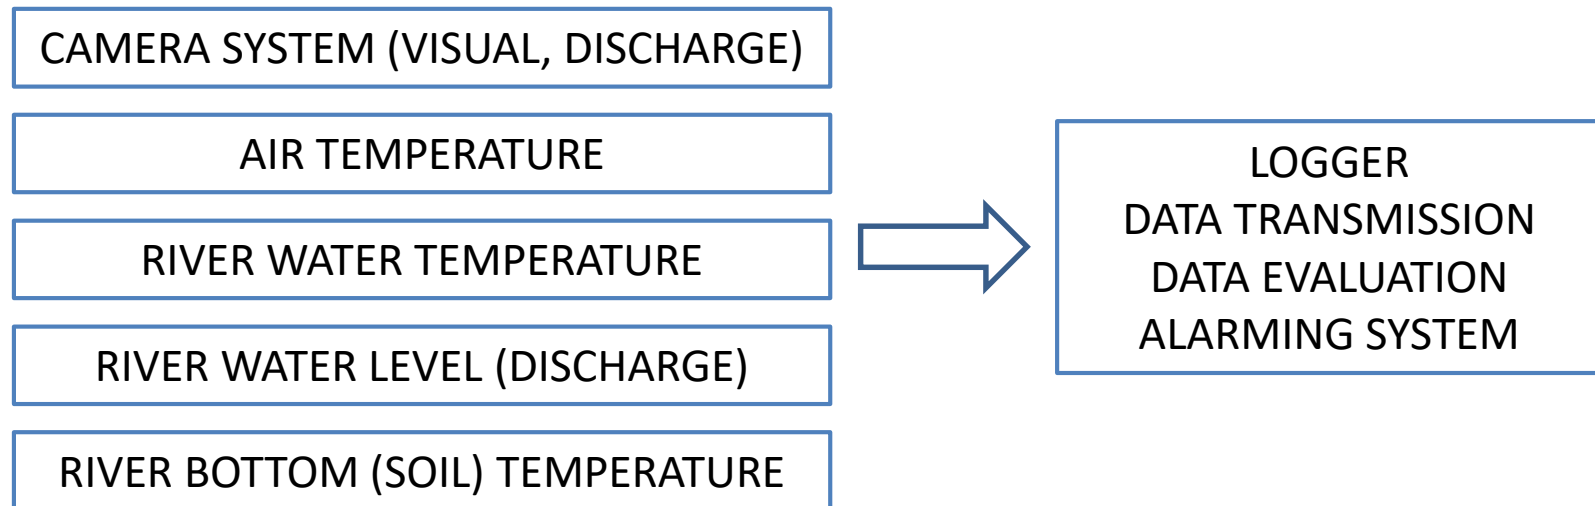 CAMERA SYSTEM (VISUAL, DISCHARGE)
AIR TEMPERATURE
RIVER WATER TEMPERATURE
RIVER WATER LEVEL (DISCHARGE)
RIVER BOTTOM (SOIL) TEMPERATURE
LOGGER
DATA TRANSMISSION
DATA EVALUATION
ALARMING SYSTEM